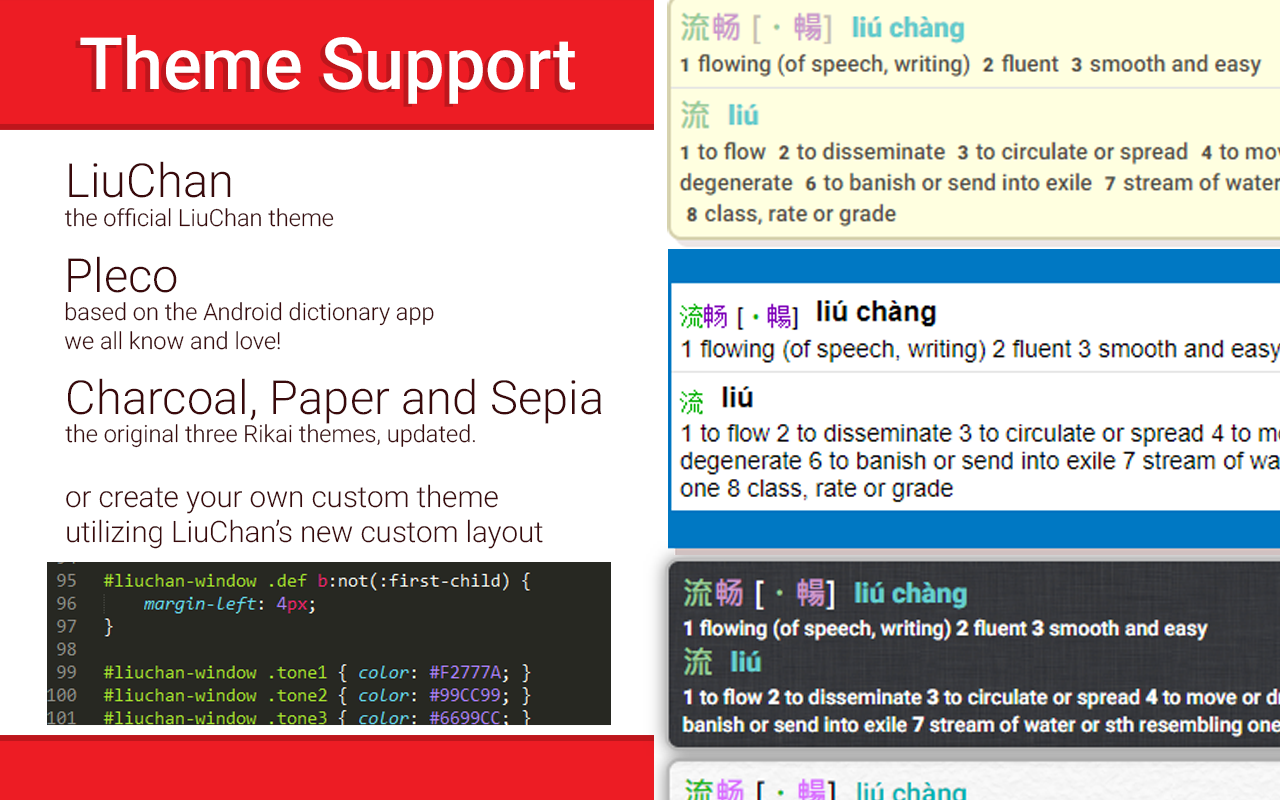 Theme Support
LiuChan
the official LiuChan theme
Pleco
based on the Android dictionary app
we all know and love!
Charcoal, Paper and Sepia
the original three Rikai themes, updated.
or create your own custom theme
utilizing LiuChan's new custom layout
95 #liuchan-window .def b:not(:first-child) {
96 margin-left: 4px;
97 }
98
99 #liuchan-window .tone1 { color: #F2777A; }
100 #liuchan-window .tone2 { color: #99CC99; }
101 #liuchan-window .tone3 { color: #6699CC; }
流畅 [・暢] liú chàng
1 flowing (of speech, writing) 2 fluent 3 smooth and easy
流 liú
1 to flow 2 to disseminate 3 to circulate or spread 4 to mov
degenerate 6 to banish or send into exile 7 stream of water
8 class, rate or grade
流畅 [・暢] liú chàng
1 flowing (of speech, writing) 2 fluent 3 smooth and easy
流 liú
1 to flow 2 to disseminate 3 to circulate or spread 4 to m
degenerate 6 to banish or send into exile 7 stream of wa
one 8 class, rate or grade
流畅 [・暢] liú chàng
1 flowing (of speech, writing) 2 fluent 3 smooth and easy
流 liú
1 to flow 2 to disseminate 3 to circulate or spread 4 to move or d
banish or send into exile 7 stream of water or sth resembling one
流畅 [・暢] liú chàng